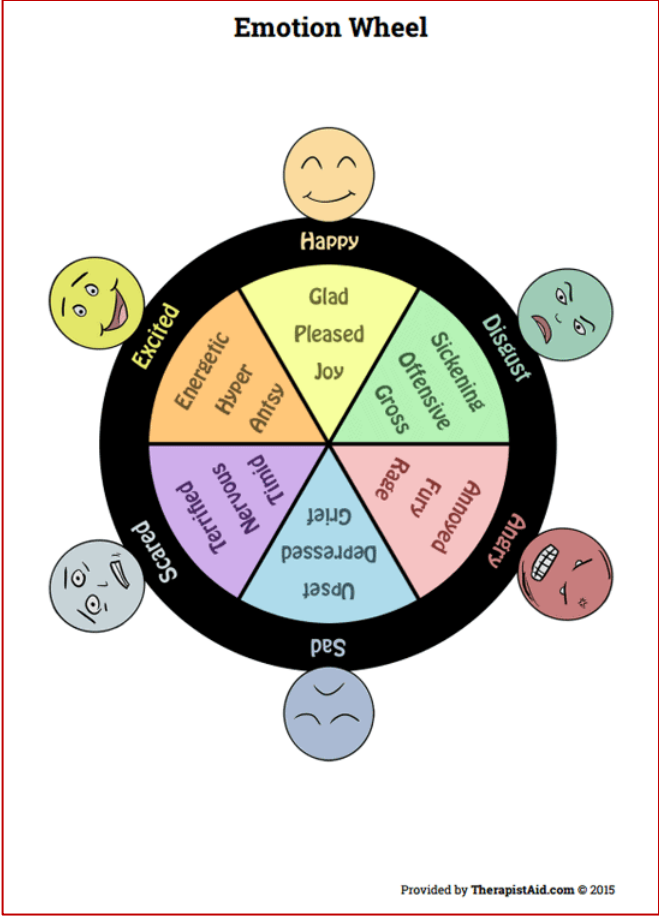 Emotion Wheel
Happy
Glad
Pleased
Joy
Disgust
Sickening
Offensive
Gross
Angry
Annoyed
Fury
Rage
Sad
Upset
Depressed
Grief
Scared
Terrified
Nervous
Timid
Excited
Energetic
Hyper
Antsy
Provided by TherapistAid.com © 2015